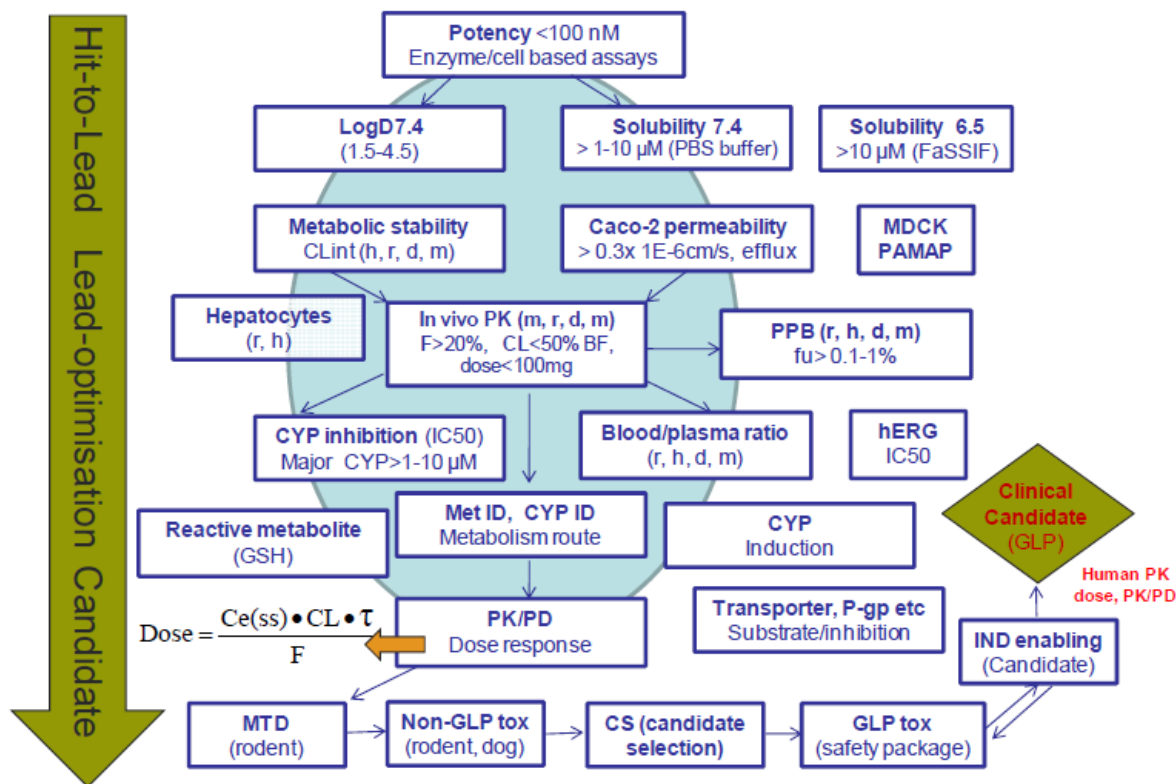 Hit-to-Lead Lead-optimisation Candidate
Potency <100 nM
Enzyme/cell based assays
LogD7.4
(1.5-4.5)
Solubility 7.4
> 1-10 µM (PBS buffer)
Solubility 6.5
>10 µM (FaSSIF)
Metabolic stability
CLint (h, r, d, m)
Caco-2 permeability
> 0.3x 1E-6cm/s, efflux
MDCK
PAMAP
Hepatocytes
(r, h)
In vivo PK (m, r, d, m)
F>20%, CL<50% BF,
dose<100mg
PPB (r, h, d, m)
fu> 0.1-1%
CYP inhibition (IC50)
Major CYP>1-10 µM
Blood/plasma ratio
(r, h, d, m)
hERG
IC50
Clinical
Candidate
(GLP)
Reactive metabolite
(GSH)
Met ID, CYP ID
Metabolism route
CYP
Induction
Human PK
dose, PK/PD
Dose = Ce(ss) • CL • τ / F
PK/PD
Dose response
Transporter, P-gp etc
Substrate/inhibition
IND enabling
(Candidate)
MTD
(rodent)
Non-GLP tox
(rodent, dog)
CS (candidate
selection)
GLP tox
(safety package)